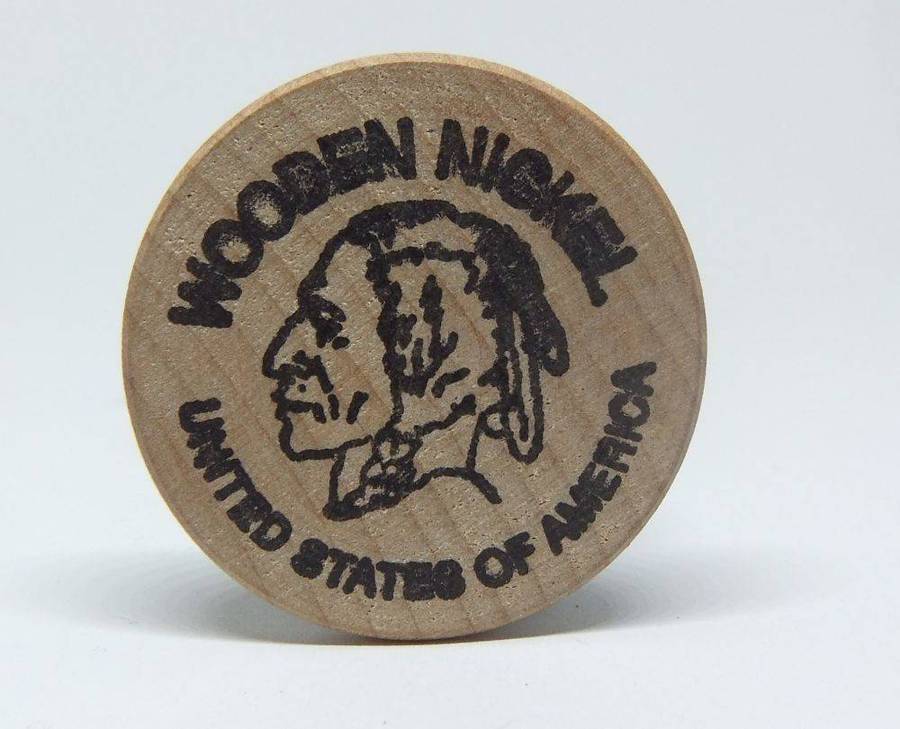 WOODEN NICKEL
UNITED STATES OF AMERICA